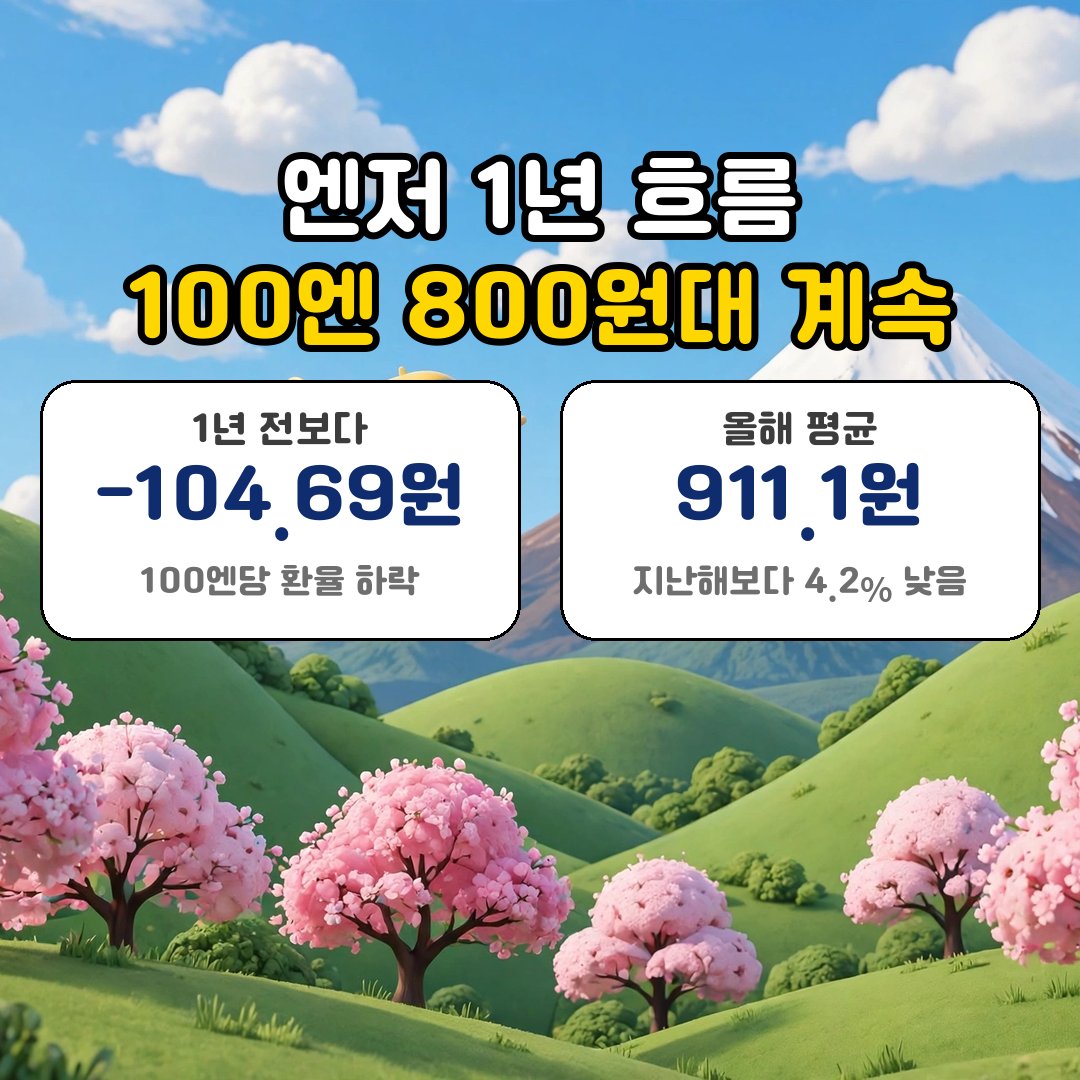 엔저 1년 흐름
100엔 800원대 계속
1년 전보다
-104.69원
100엔당 환율 하락
올해 평균
911.1원
지난해보다 4.2% 낮음